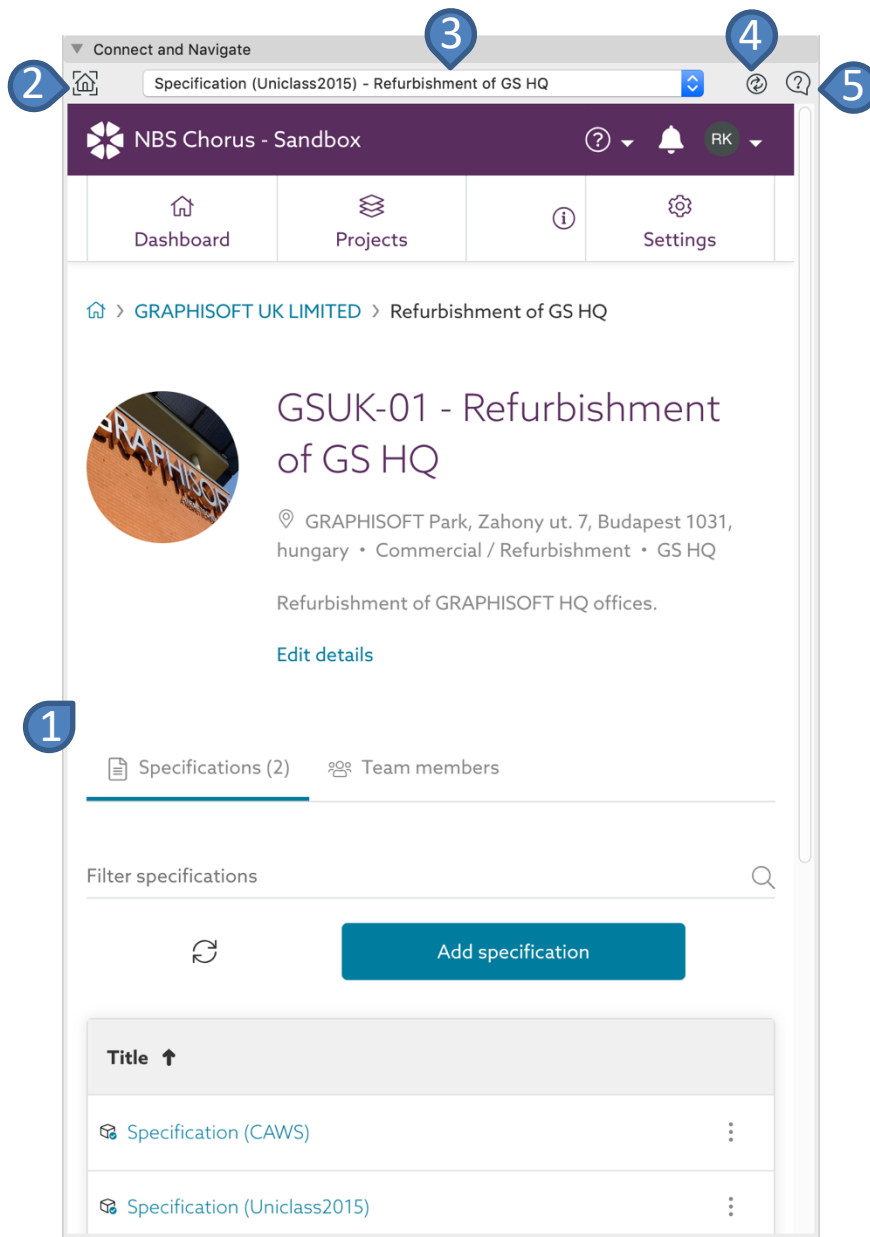 3
4
Connect and Navigate
2
Specification (Uniclass2015) - Refurbishment of GS HQ
5
NBS Chorus - Sandbox
RK
Dashboard
Projects
Settings
GRAPHISOFT UK LIMITED > Refurbishment of GS HQ
GRAPHISOFT
GSUK-01 - Refurbishment
of GS HQ
GRAPHISOFT Park, Zahony ut. 7, Budapest 1031,
hungary • Commercial / Refurbishment • GS HQ
Refurbishment of GRAPHISOFT HQ offices.
Edit details
1
Specifications (2)
Team members
Filter specifications
Add specification
Title
Specification (CAWS)
Specification (Uniclass2015)